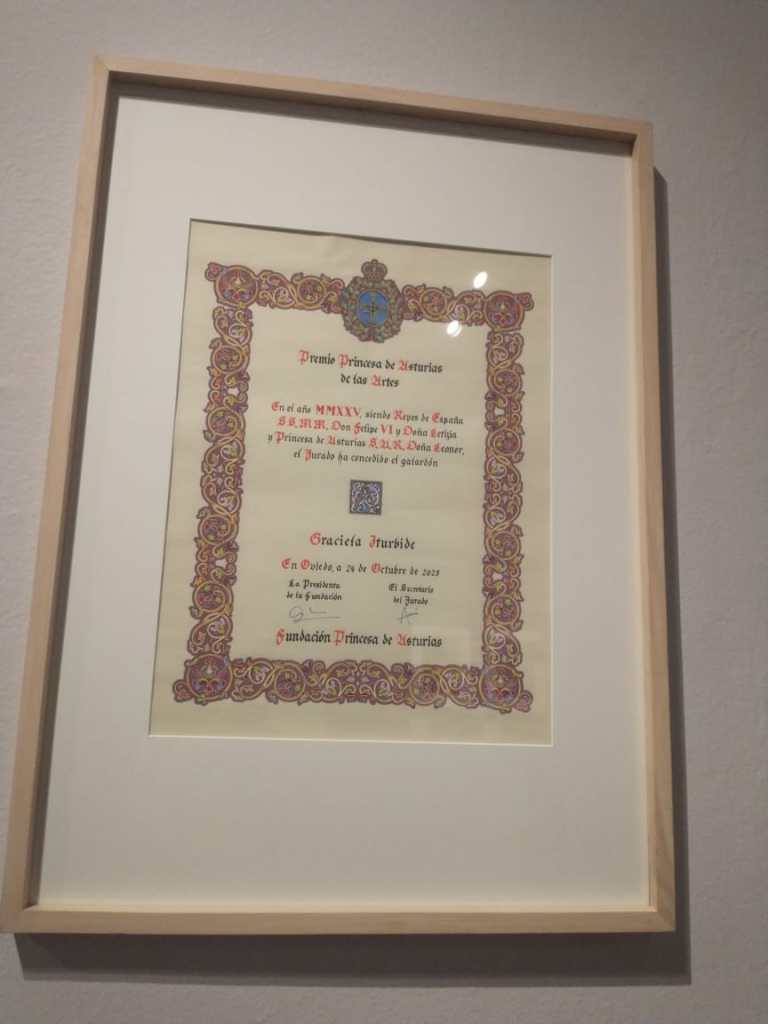 Premio Princesa de Asturias
de las Artes
En el año MMXXV, siendo Reyes de España
SS.MM. Don Felipe VI y Doña Letizia
y Princesa de Asturias S.A.R. Doña Leonor,
el Jurado ha concedido el galardón
A
Graciela Iturbide
En Oviedo, a 24 de Octubre de 2025
La Presidenta
de la Fundación
El Secretario
del Jurado
Fundación Princesa de Asturias